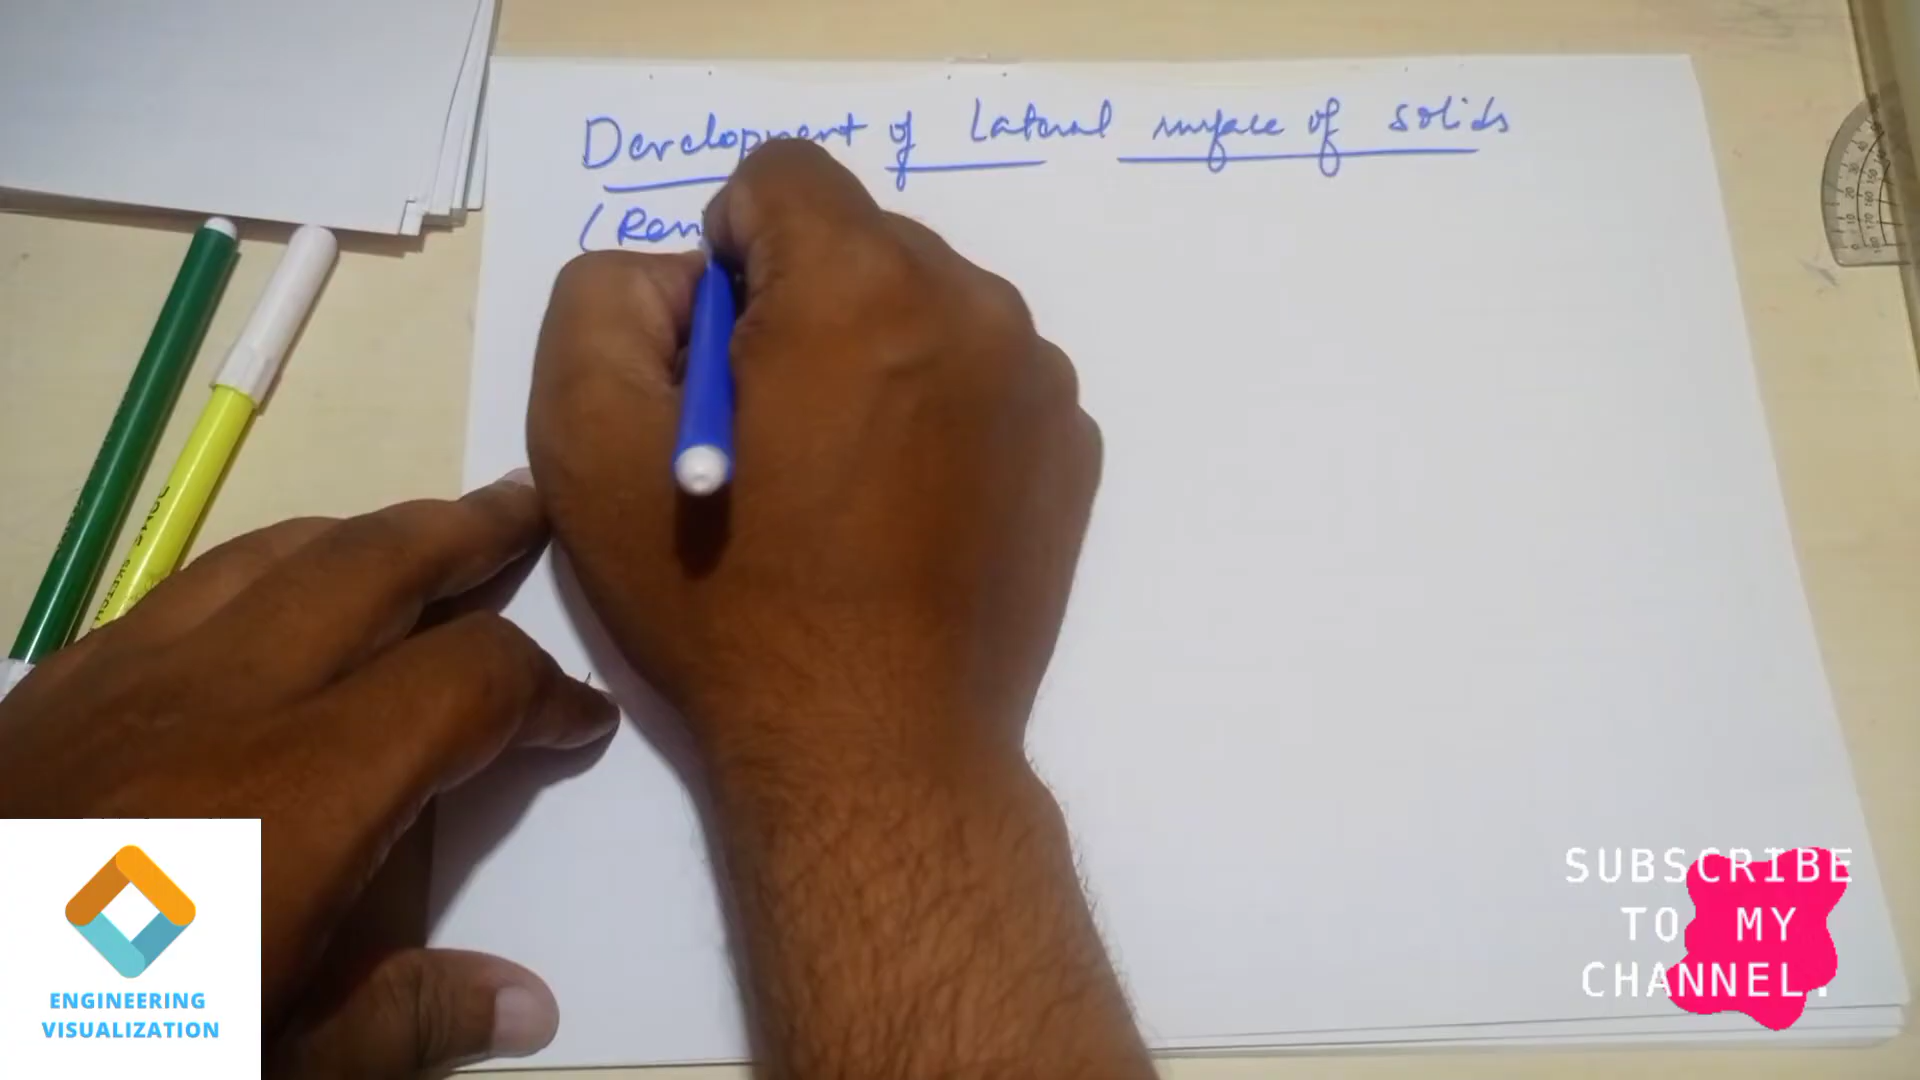 Development of Lateral surface of solids
(Ren
ENGINEERING
VISUALIZATION
SUBSCRIBE
TO MY
CHANNEL.